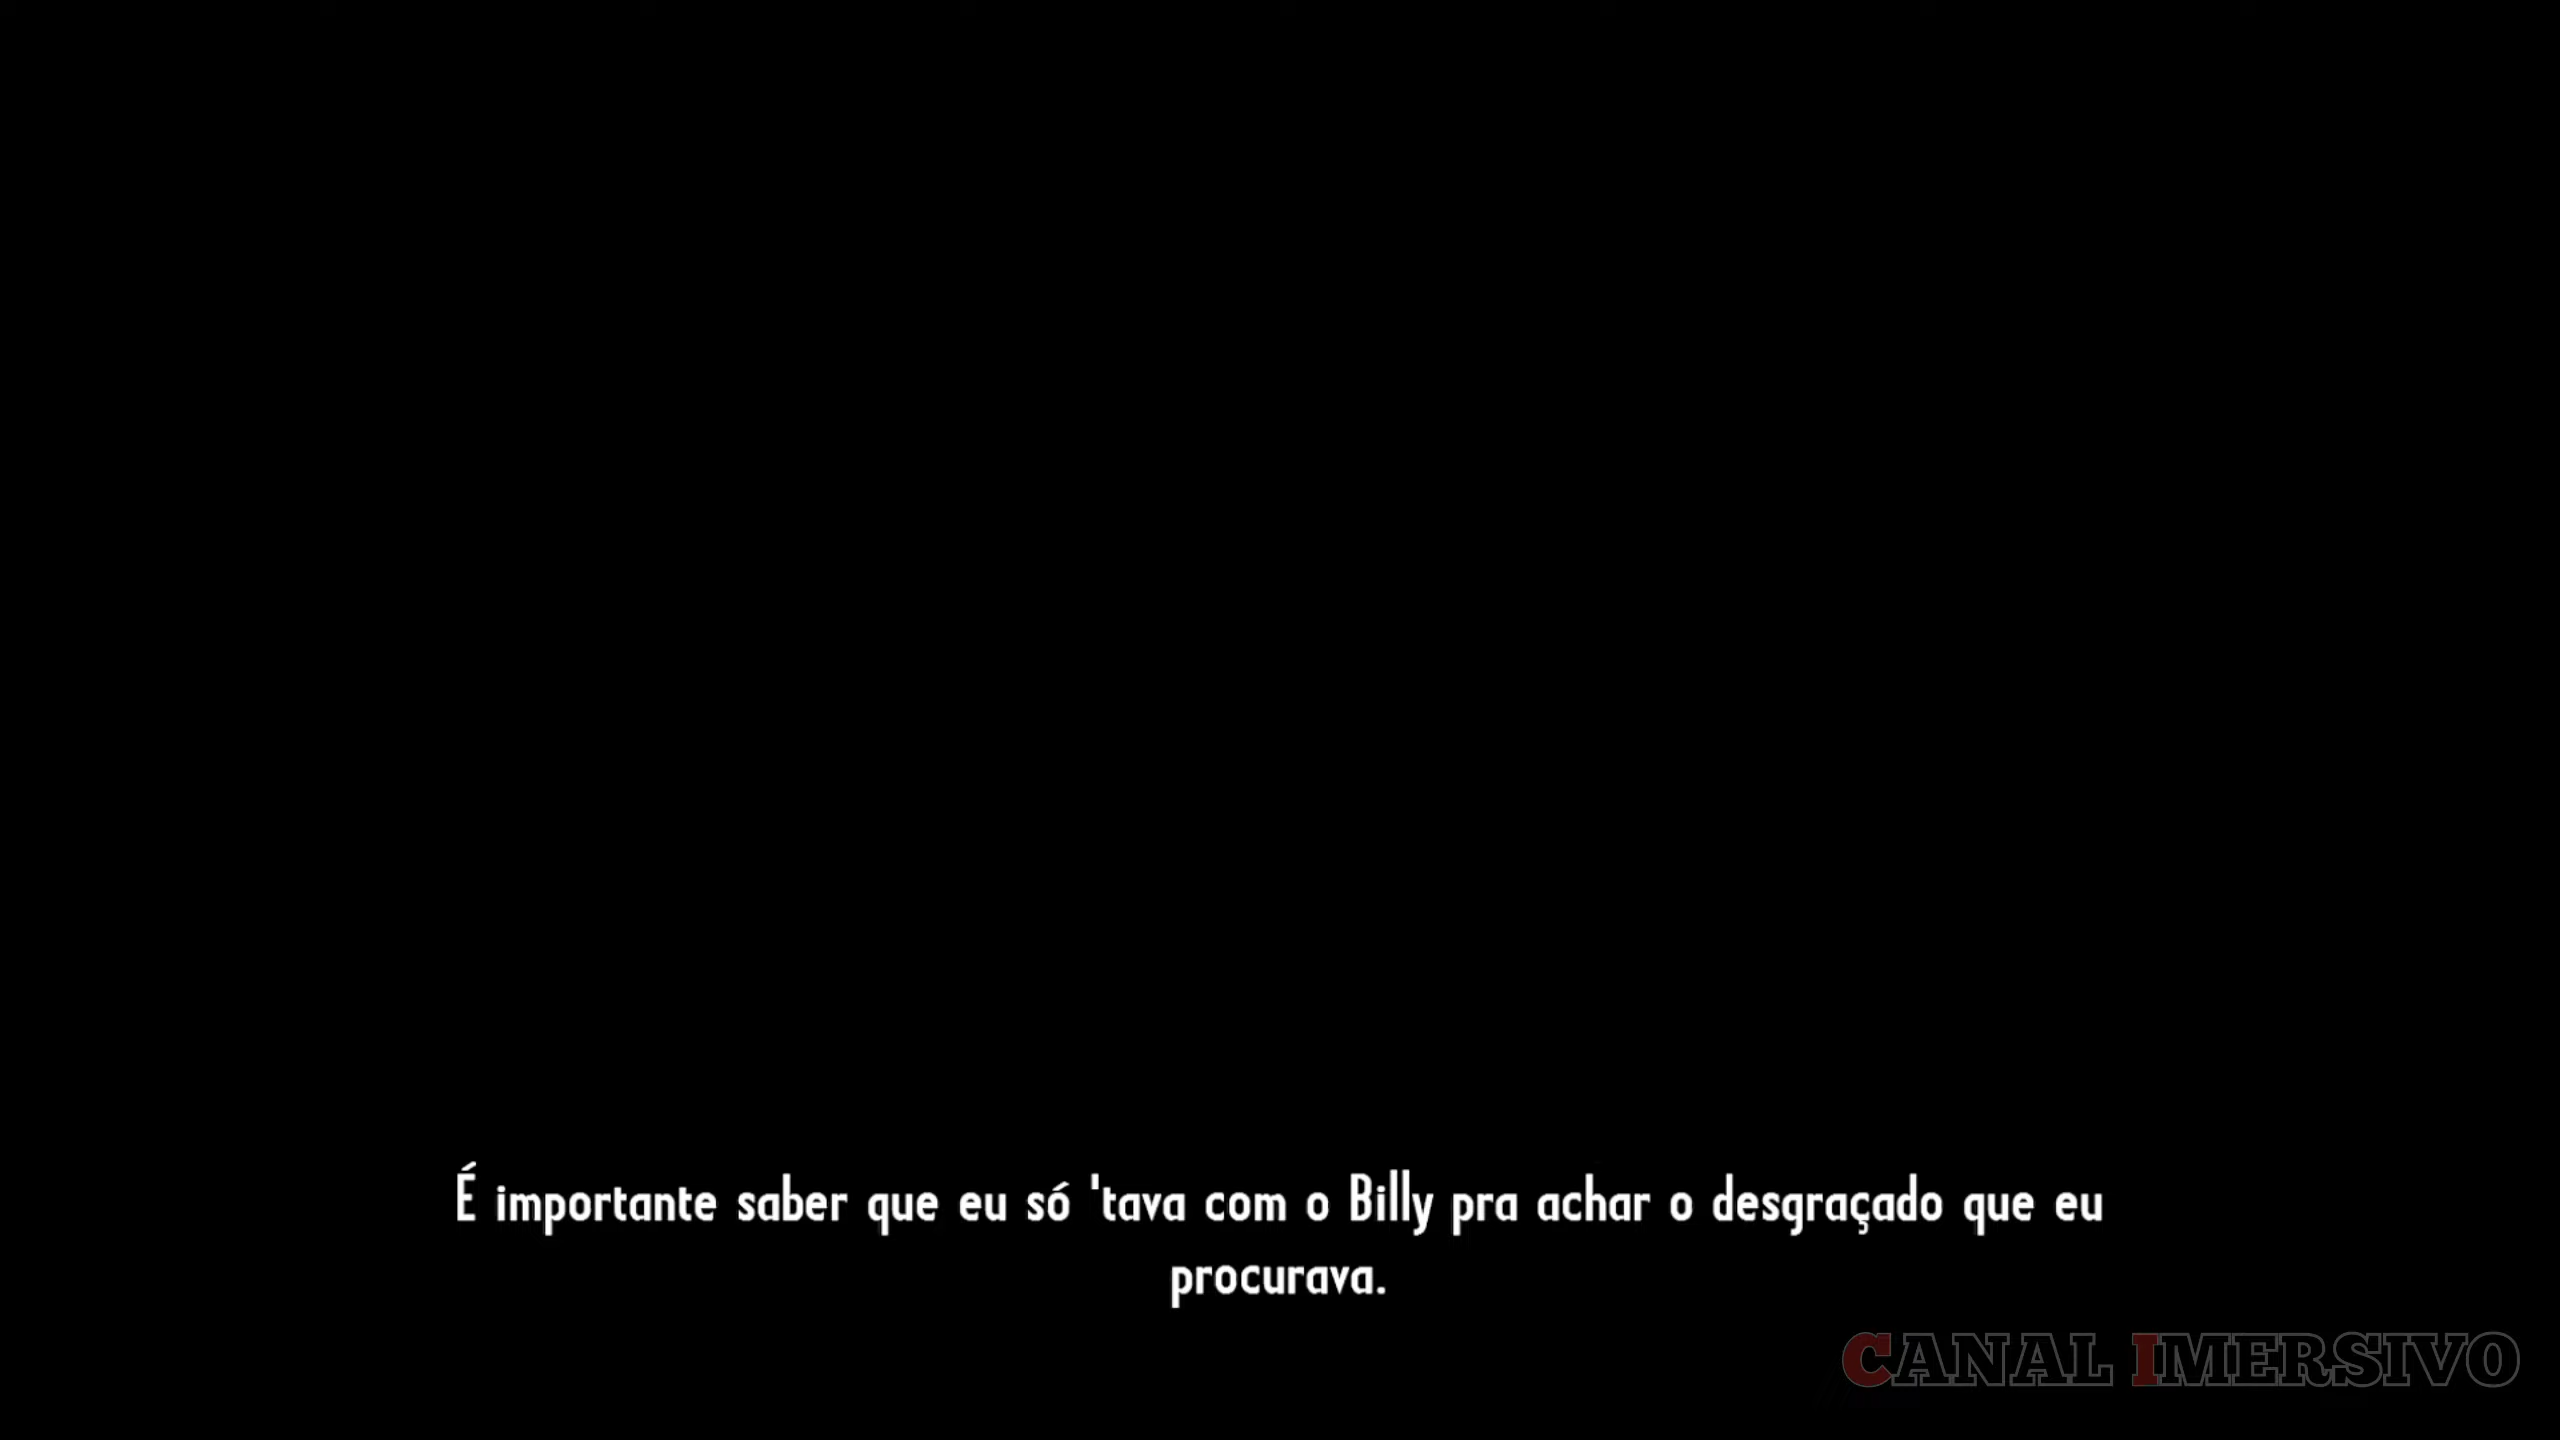 É importante saber que eu só 'tava com o Billy pra achar o desgraçado que eu
procurava.
CANAL IMERSIVO